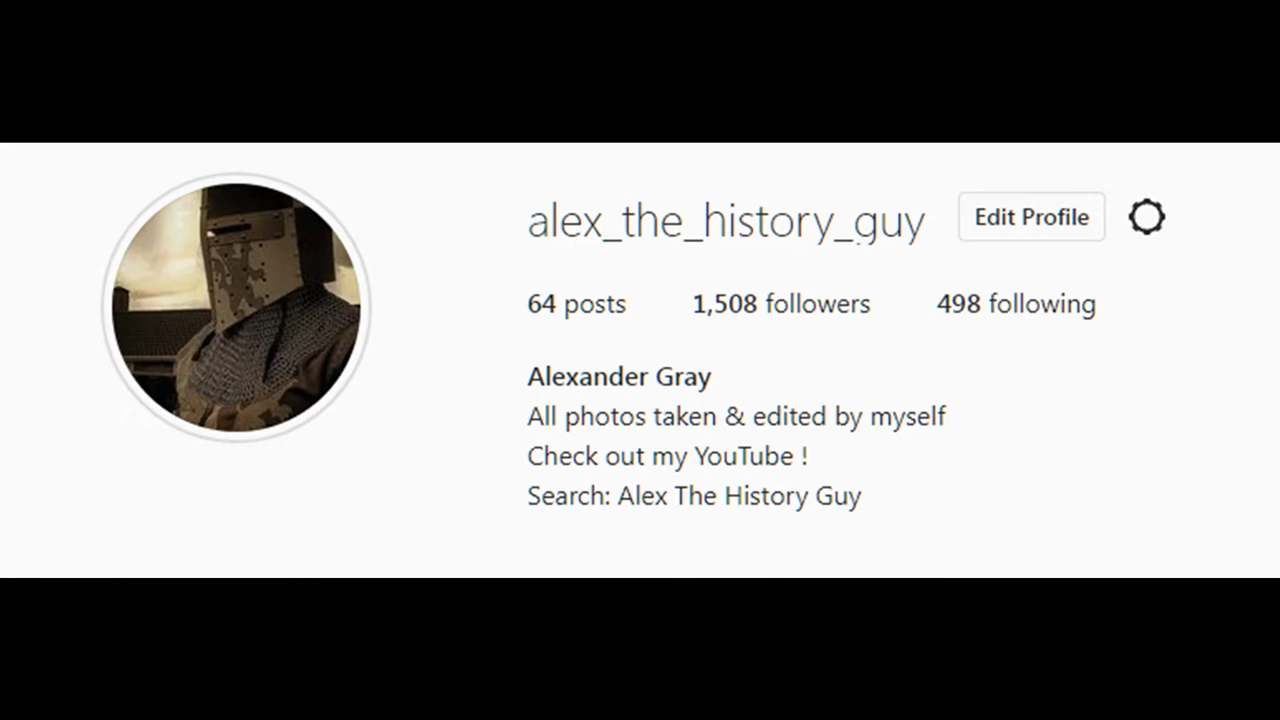 alex_the_history_guy Edit Profile
64 posts 1,508 followers 498 following
Alexander Gray
All photos taken & edited by myself
Check out my YouTube !
Search: Alex The History Guy